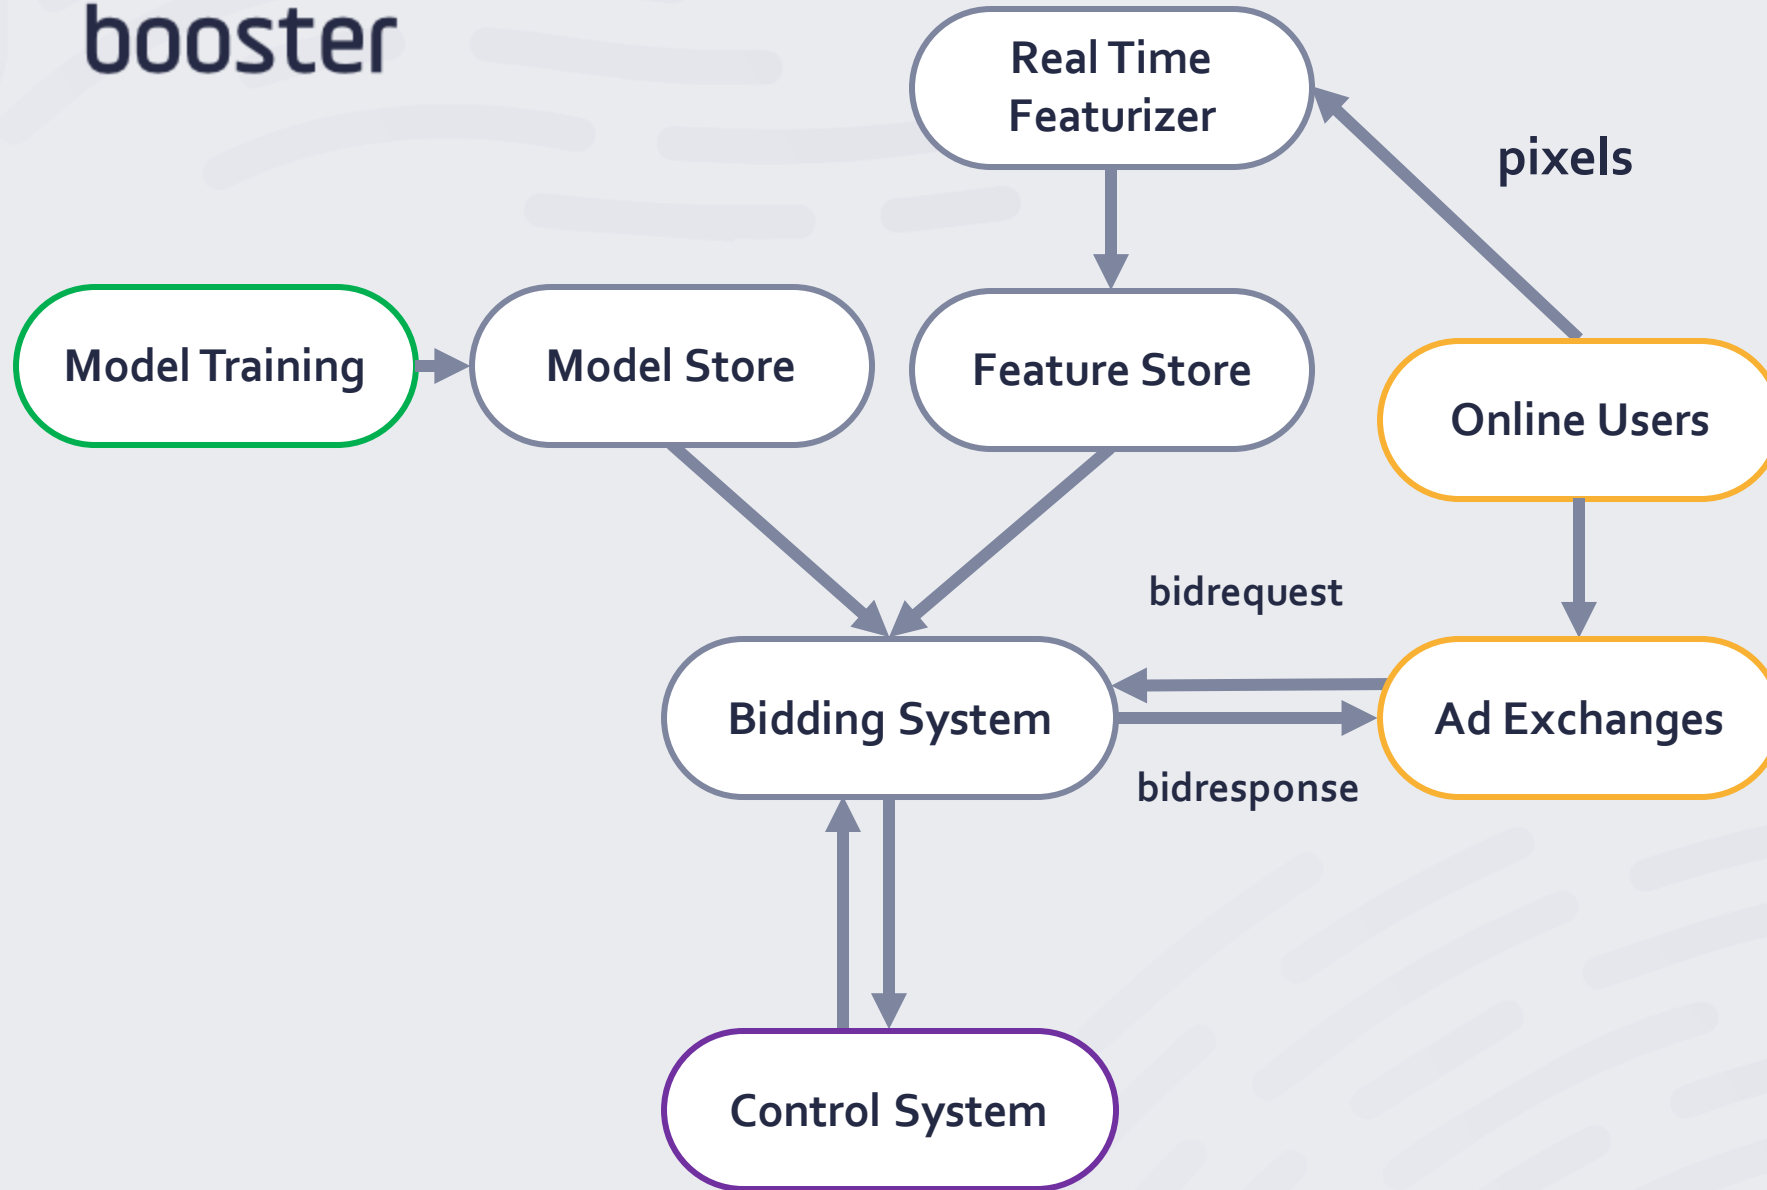 booster
Real Time
Featurizer
pixels
Model Training
Model Store
Feature Store
Online Users
bidrequest
Bidding System
Ad Exchanges
bidresponse
Control System